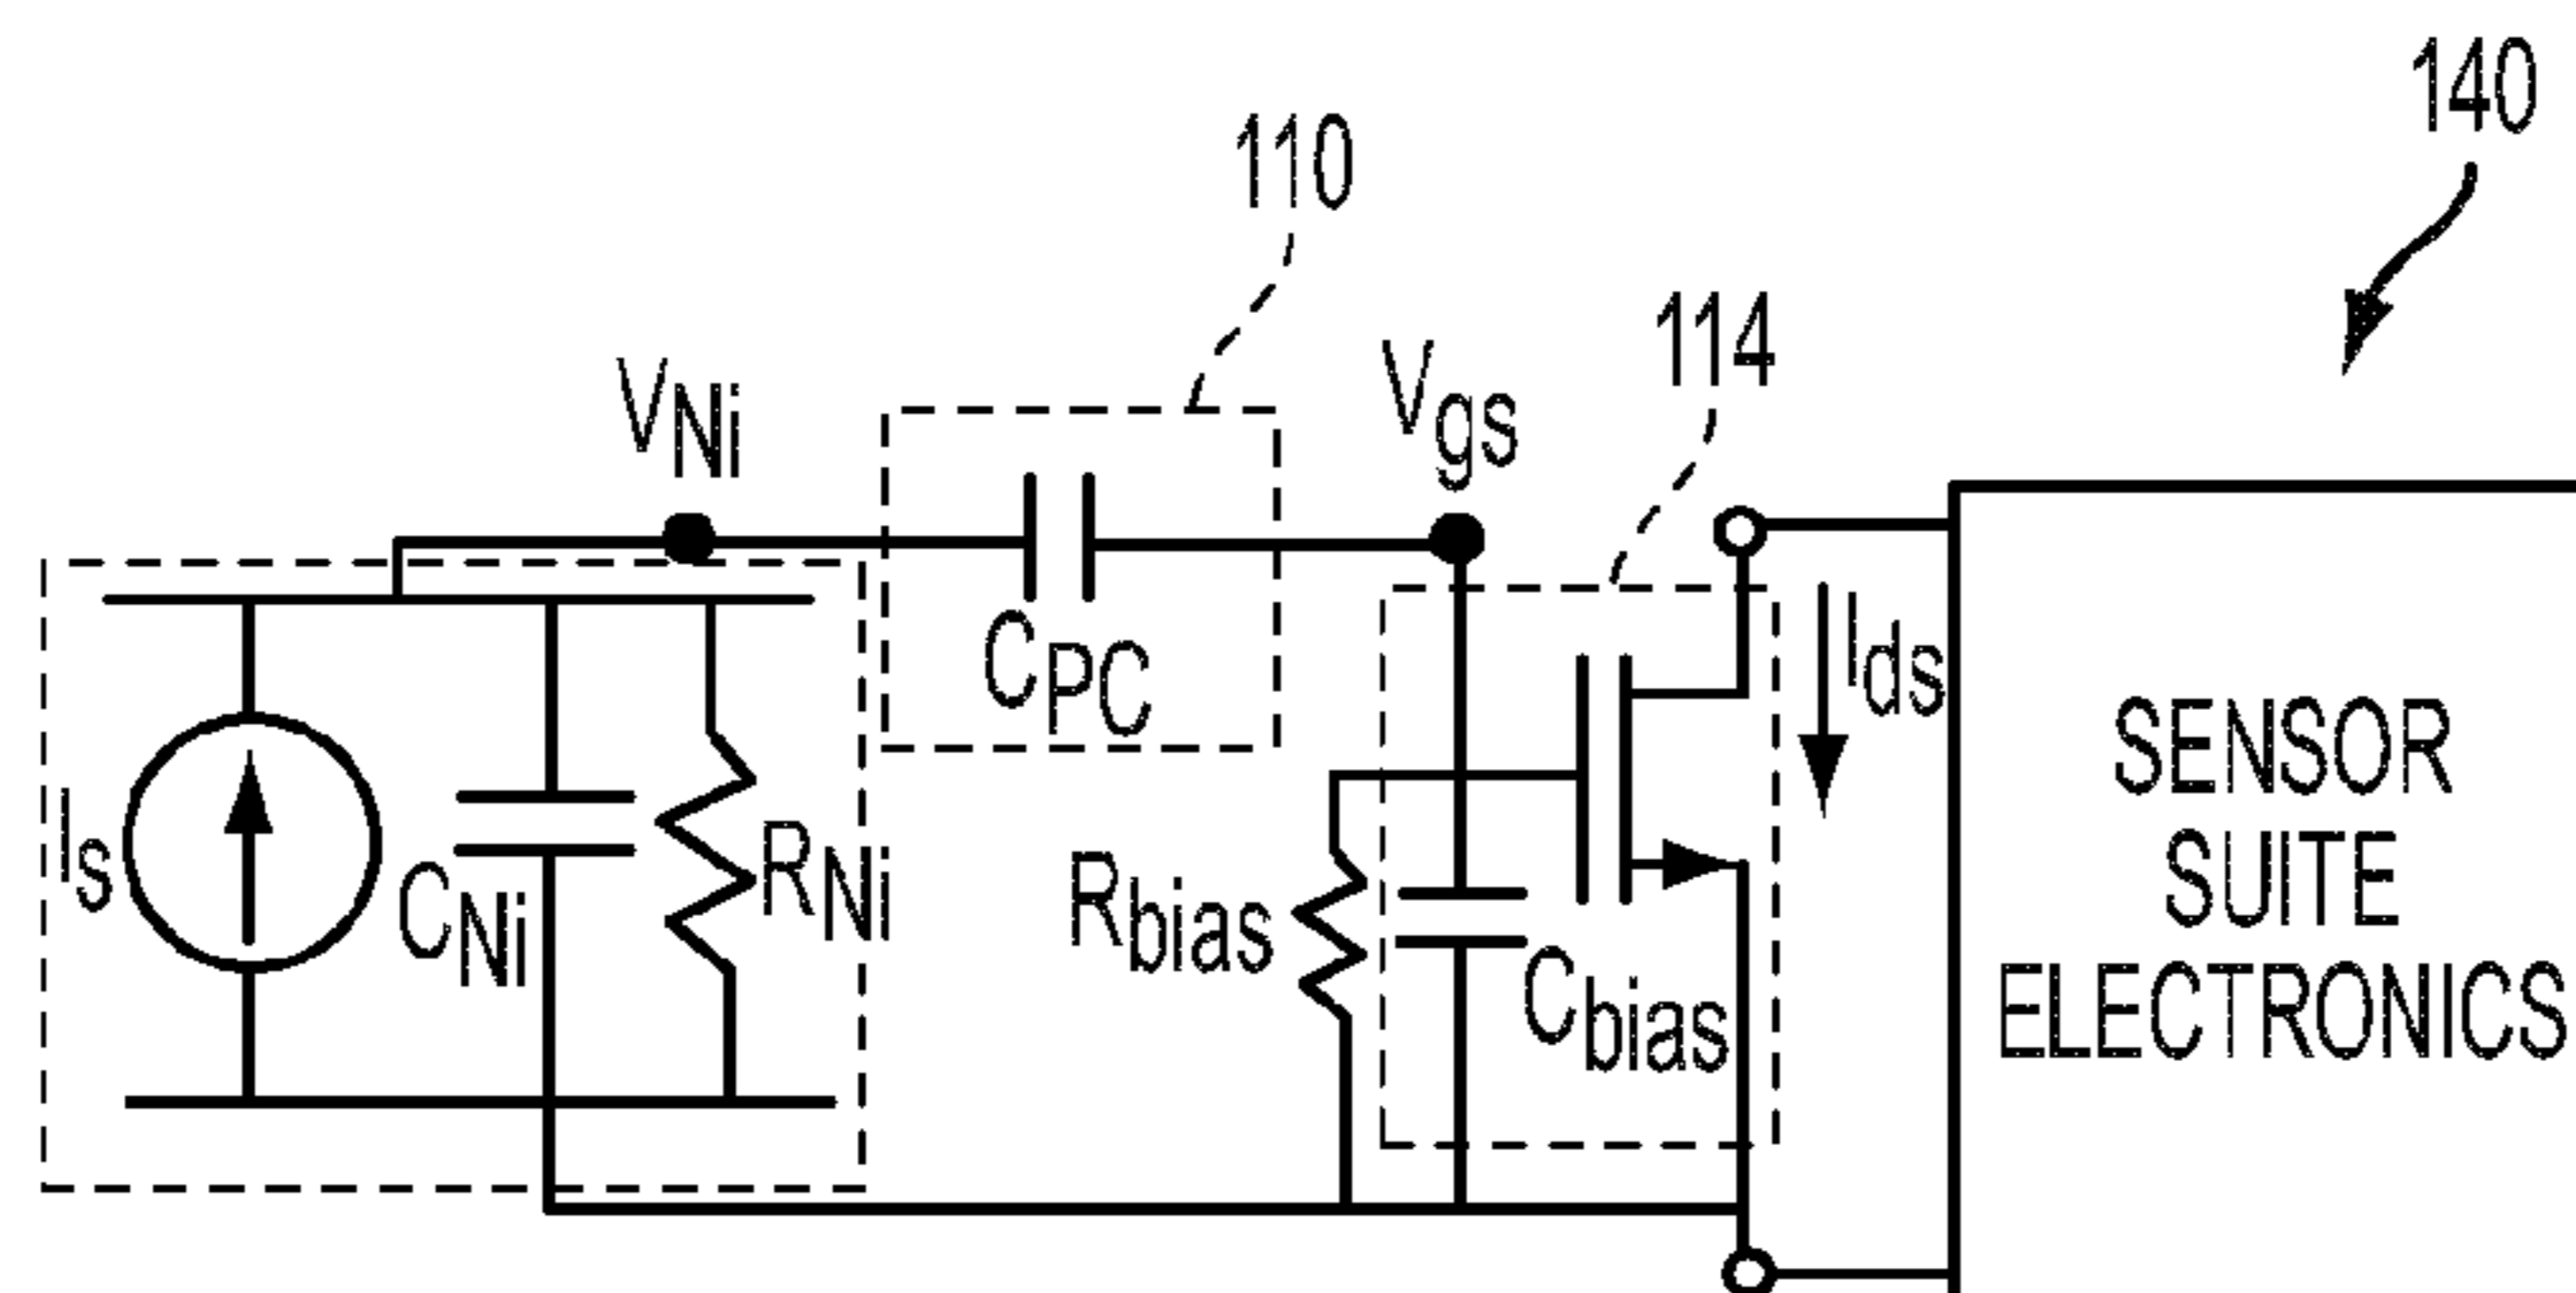 140
110
114
VNi
Vgs
CPC
Ids
Is
CNi
RNi
Rbias
Cbias
SENSOR
SUITE
ELECTRONICS